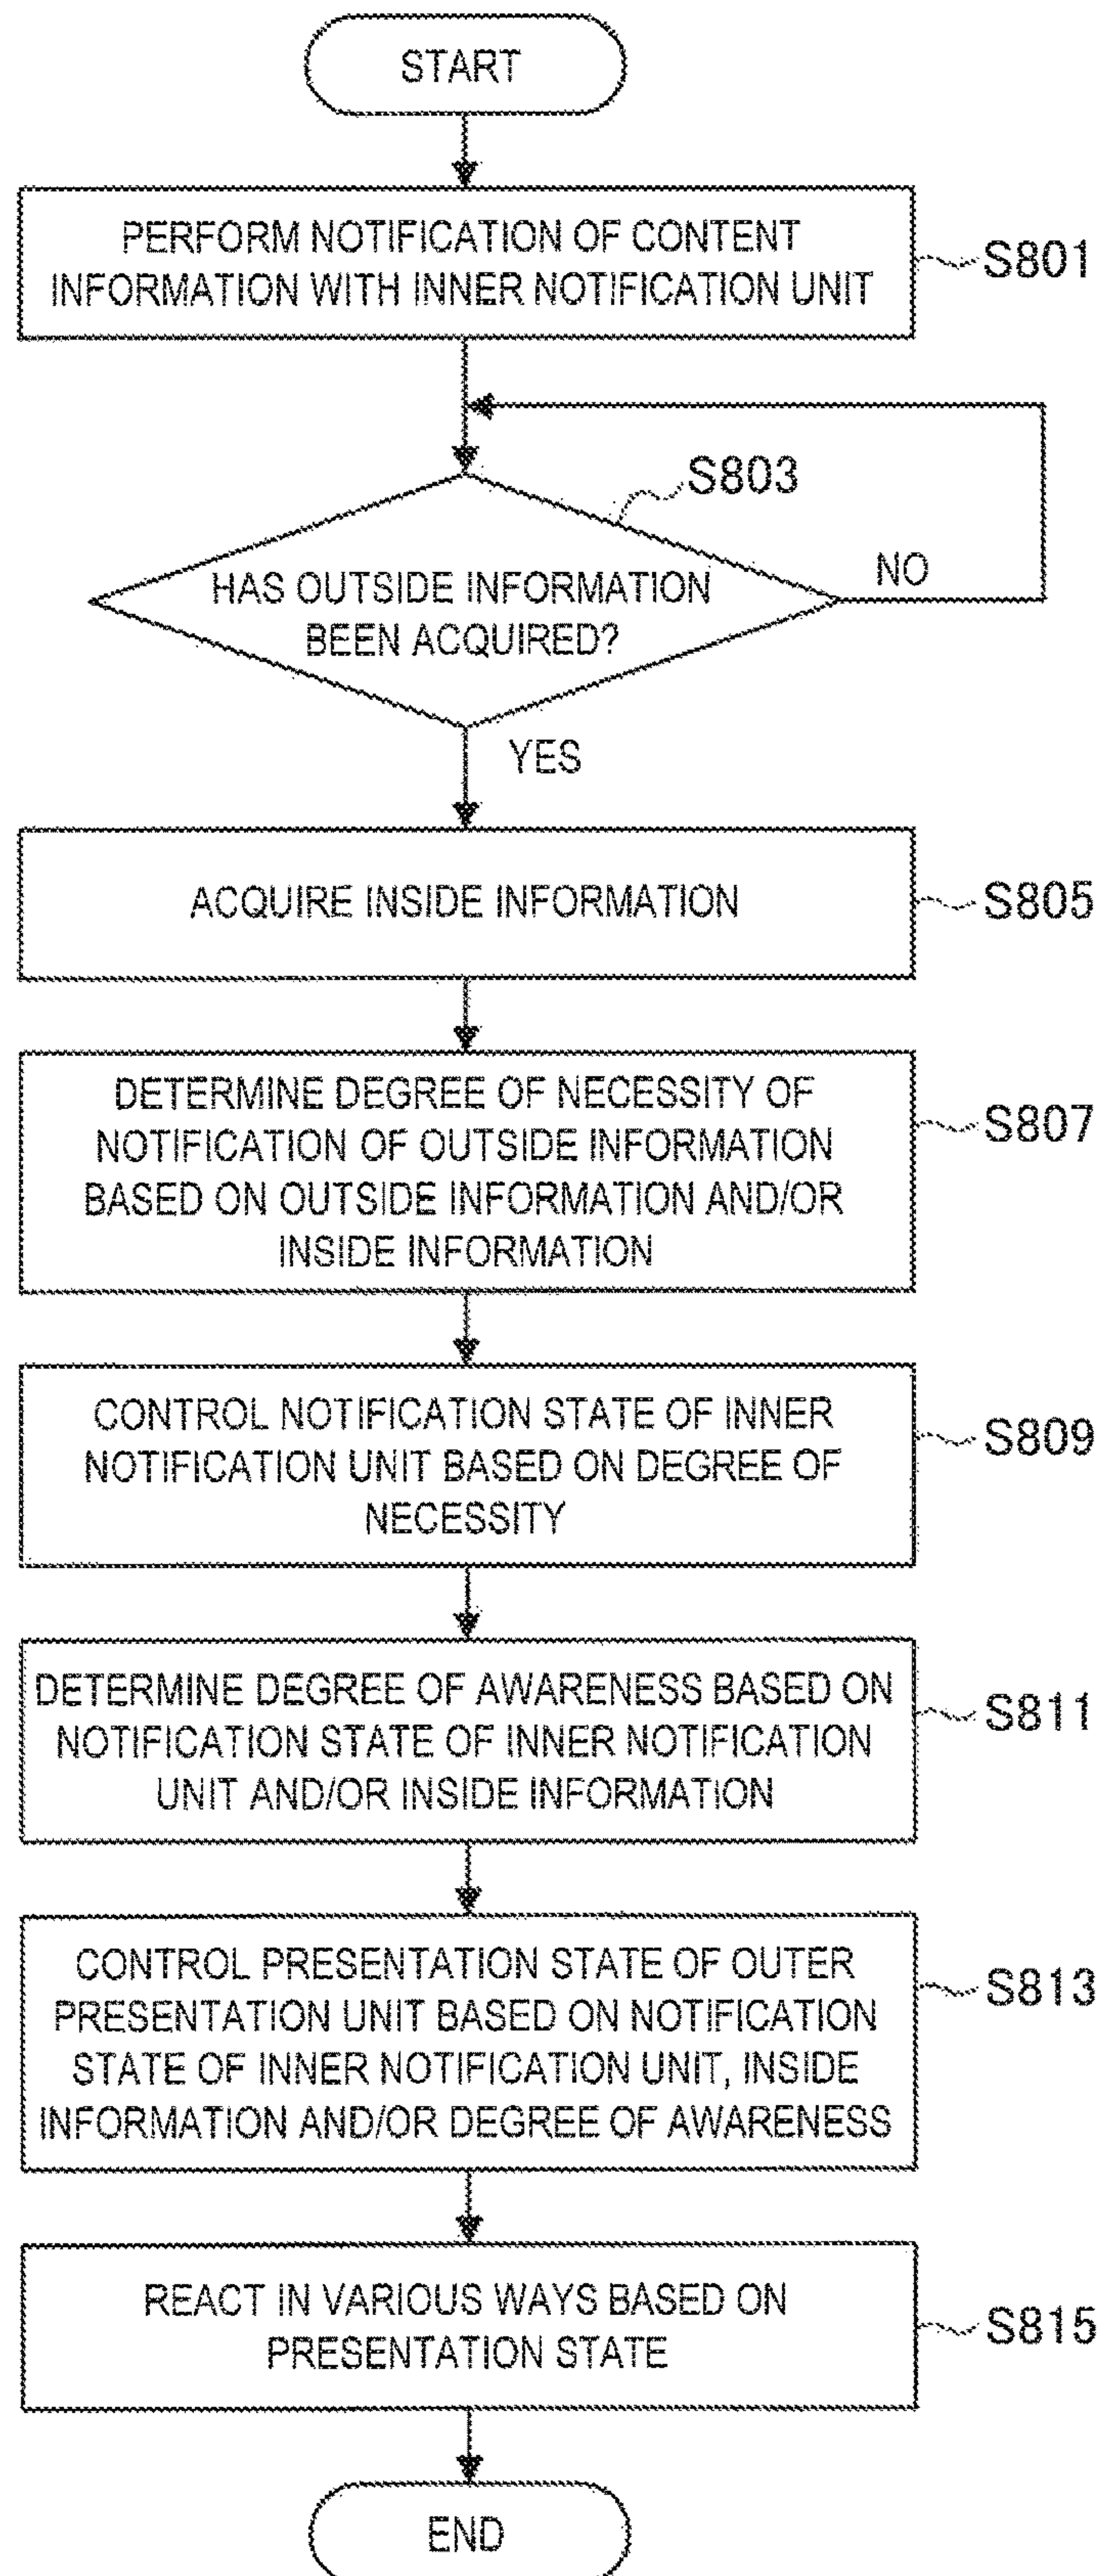 START
PERFORM NOTIFICATION OF CONTENT
INFORMATION WITH INNER NOTIFICATION UNIT
S801
S803
HAS OUTSIDE INFORMATION
BEEN ACQUIRED?
NO
YES
ACQUIRE INSIDE INFORMATION
S805
DETERMINE DEGREE OF NECESSITY OF
NOTIFICATION OF OUTSIDE INFORMATION
BASED ON OUTSIDE INFORMATION AND/OR
INSIDE INFORMATION
S807
CONTROL NOTIFICATION STATE OF INNER
NOTIFICATION UNIT BASED ON DEGREE OF
NECESSITY
S809
DETERMINE DEGREE OF AWARENESS BASED ON
NOTIFICATION STATE OF INNER NOTIFICATION
UNIT AND/OR INSIDE INFORMATION
S811
CONTROL PRESENTATION STATE OF OUTER
PRESENTATION UNIT BASED ON NOTIFICATION
STATE OF INNER NOTIFICATION UNIT, INSIDE
INFORMATION AND/OR DEGREE OF AWARENESS
S813
REACT IN VARIOUS WAYS BASED ON
PRESENTATION STATE
S815
END